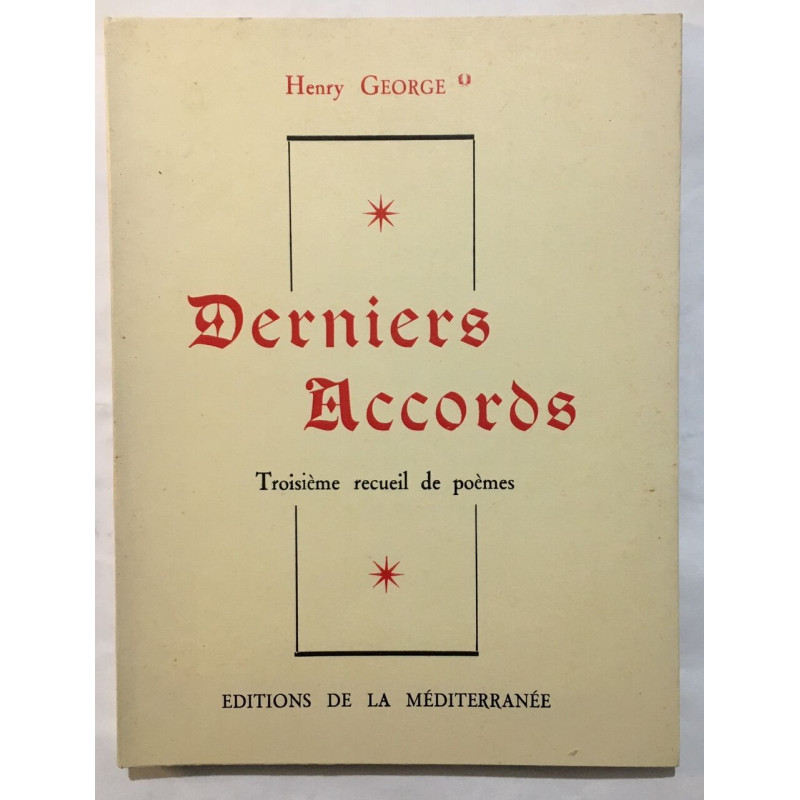 Henry GEORGE
Derniers
Accords
Troisième recueil de poèmes
EDITIONS DE LA MÉDITERRANÉE